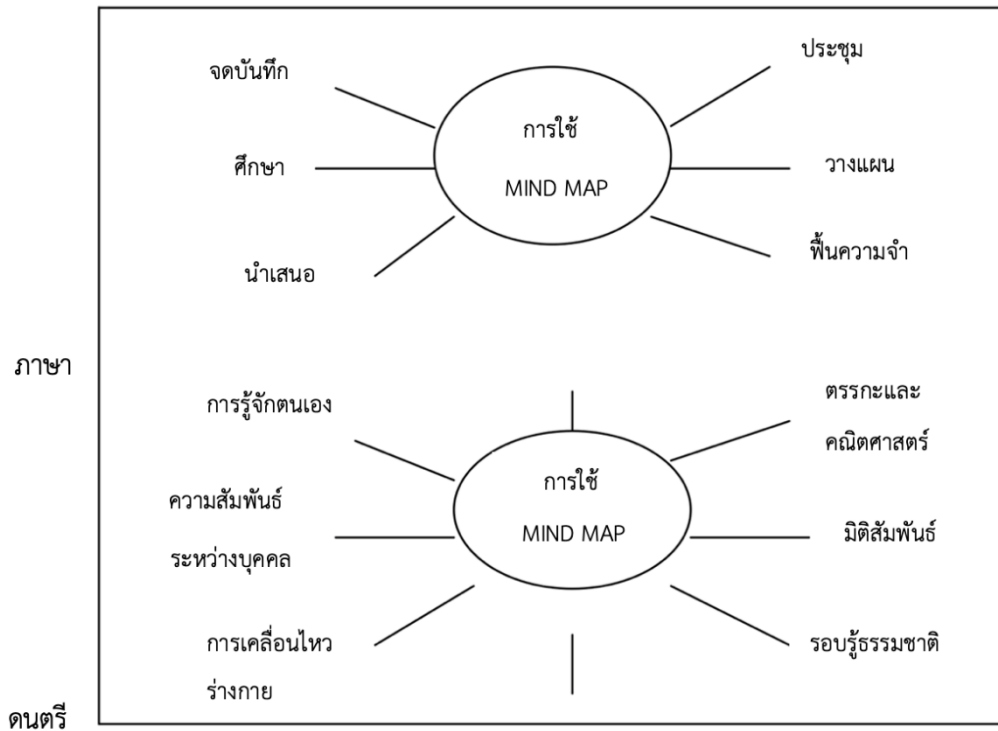 ประชุม
จดบันทึก
การใช้
ศึกษา
วางแผน
MIND MAP
นำเสนอ
ฟื้นความจำ
ภาษา
การรู้จักตนเอง
ตรรกะและ
คณิตศาสตร์
การใช้
MIND MAP
ความสัมพันธ์
ระหว่างบุคคล
มิติสัมพันธ์
การเคลื่อนไหว
ร่างกาย
รอบรู้ธรรมชาติ
ดนตรี